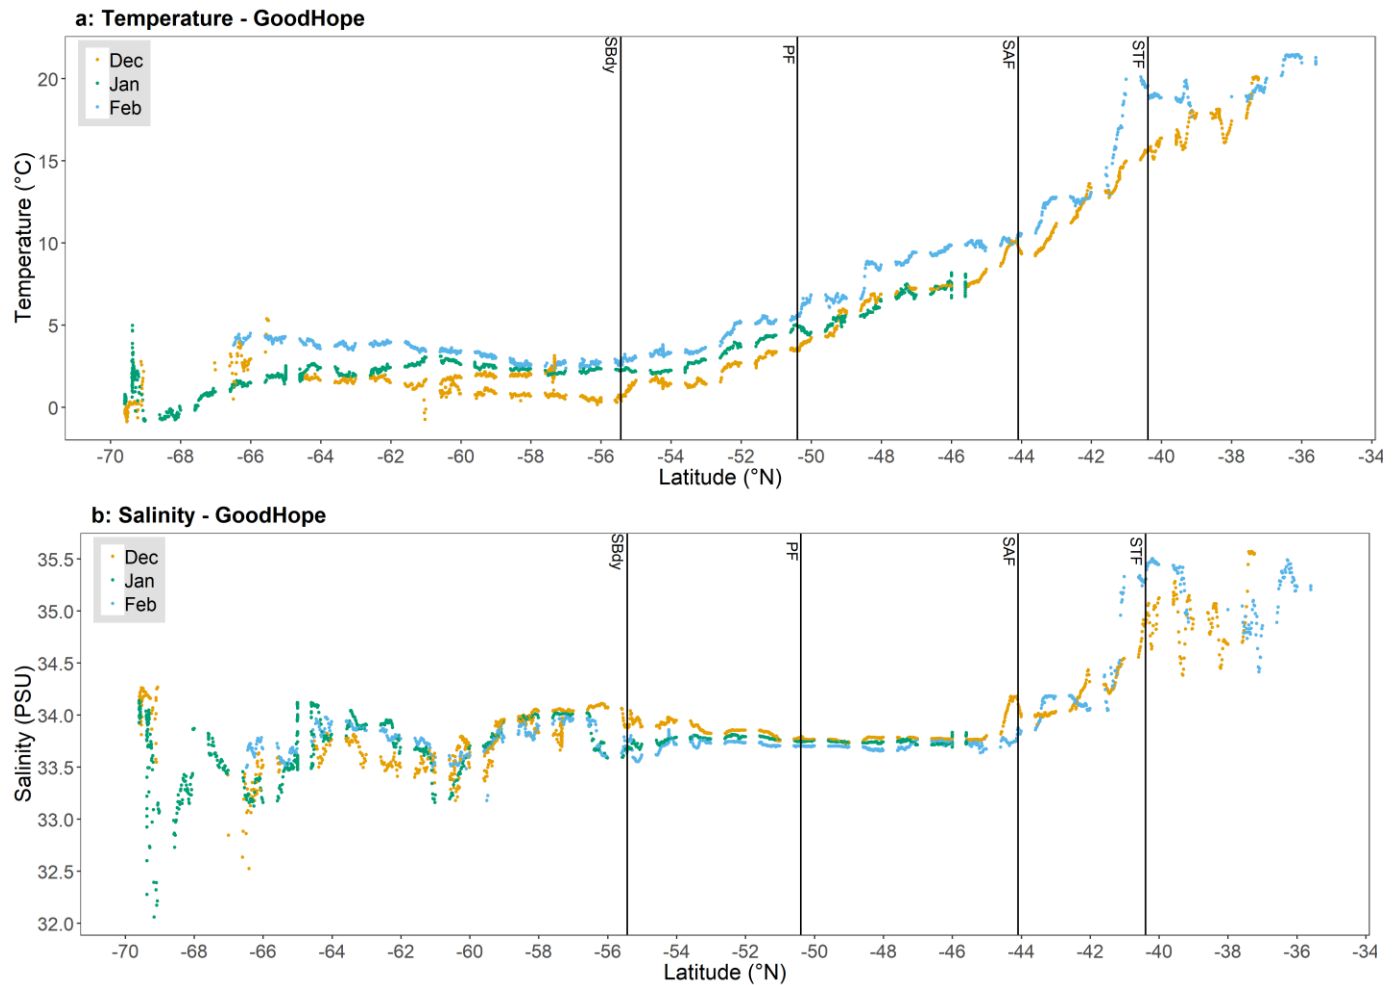 a: Temperature - GoodHope
Dec
Jan
Feb
SBdy
PF
SAF
STF
20
15
10
5
0
Temperature (°C)
-70 -68 -66 -64 -62 -60 -58 -56 -54 -52 -50 -48 -46 -44 -42 -40 -38 -36 -34
Latitude (°N)
b: Salinity - GoodHope
Dec
Jan
Feb
SBdy
PF
SAF
STF
35.5
35.0
34.5
34.0
33.5
33.0
32.5
32.0
Salinity (PSU)
-70 -68 -66 -64 -62 -60 -58 -56 -54 -52 -50 -48 -46 -44 -42 -40 -38 -36 -34
Latitude (°N)